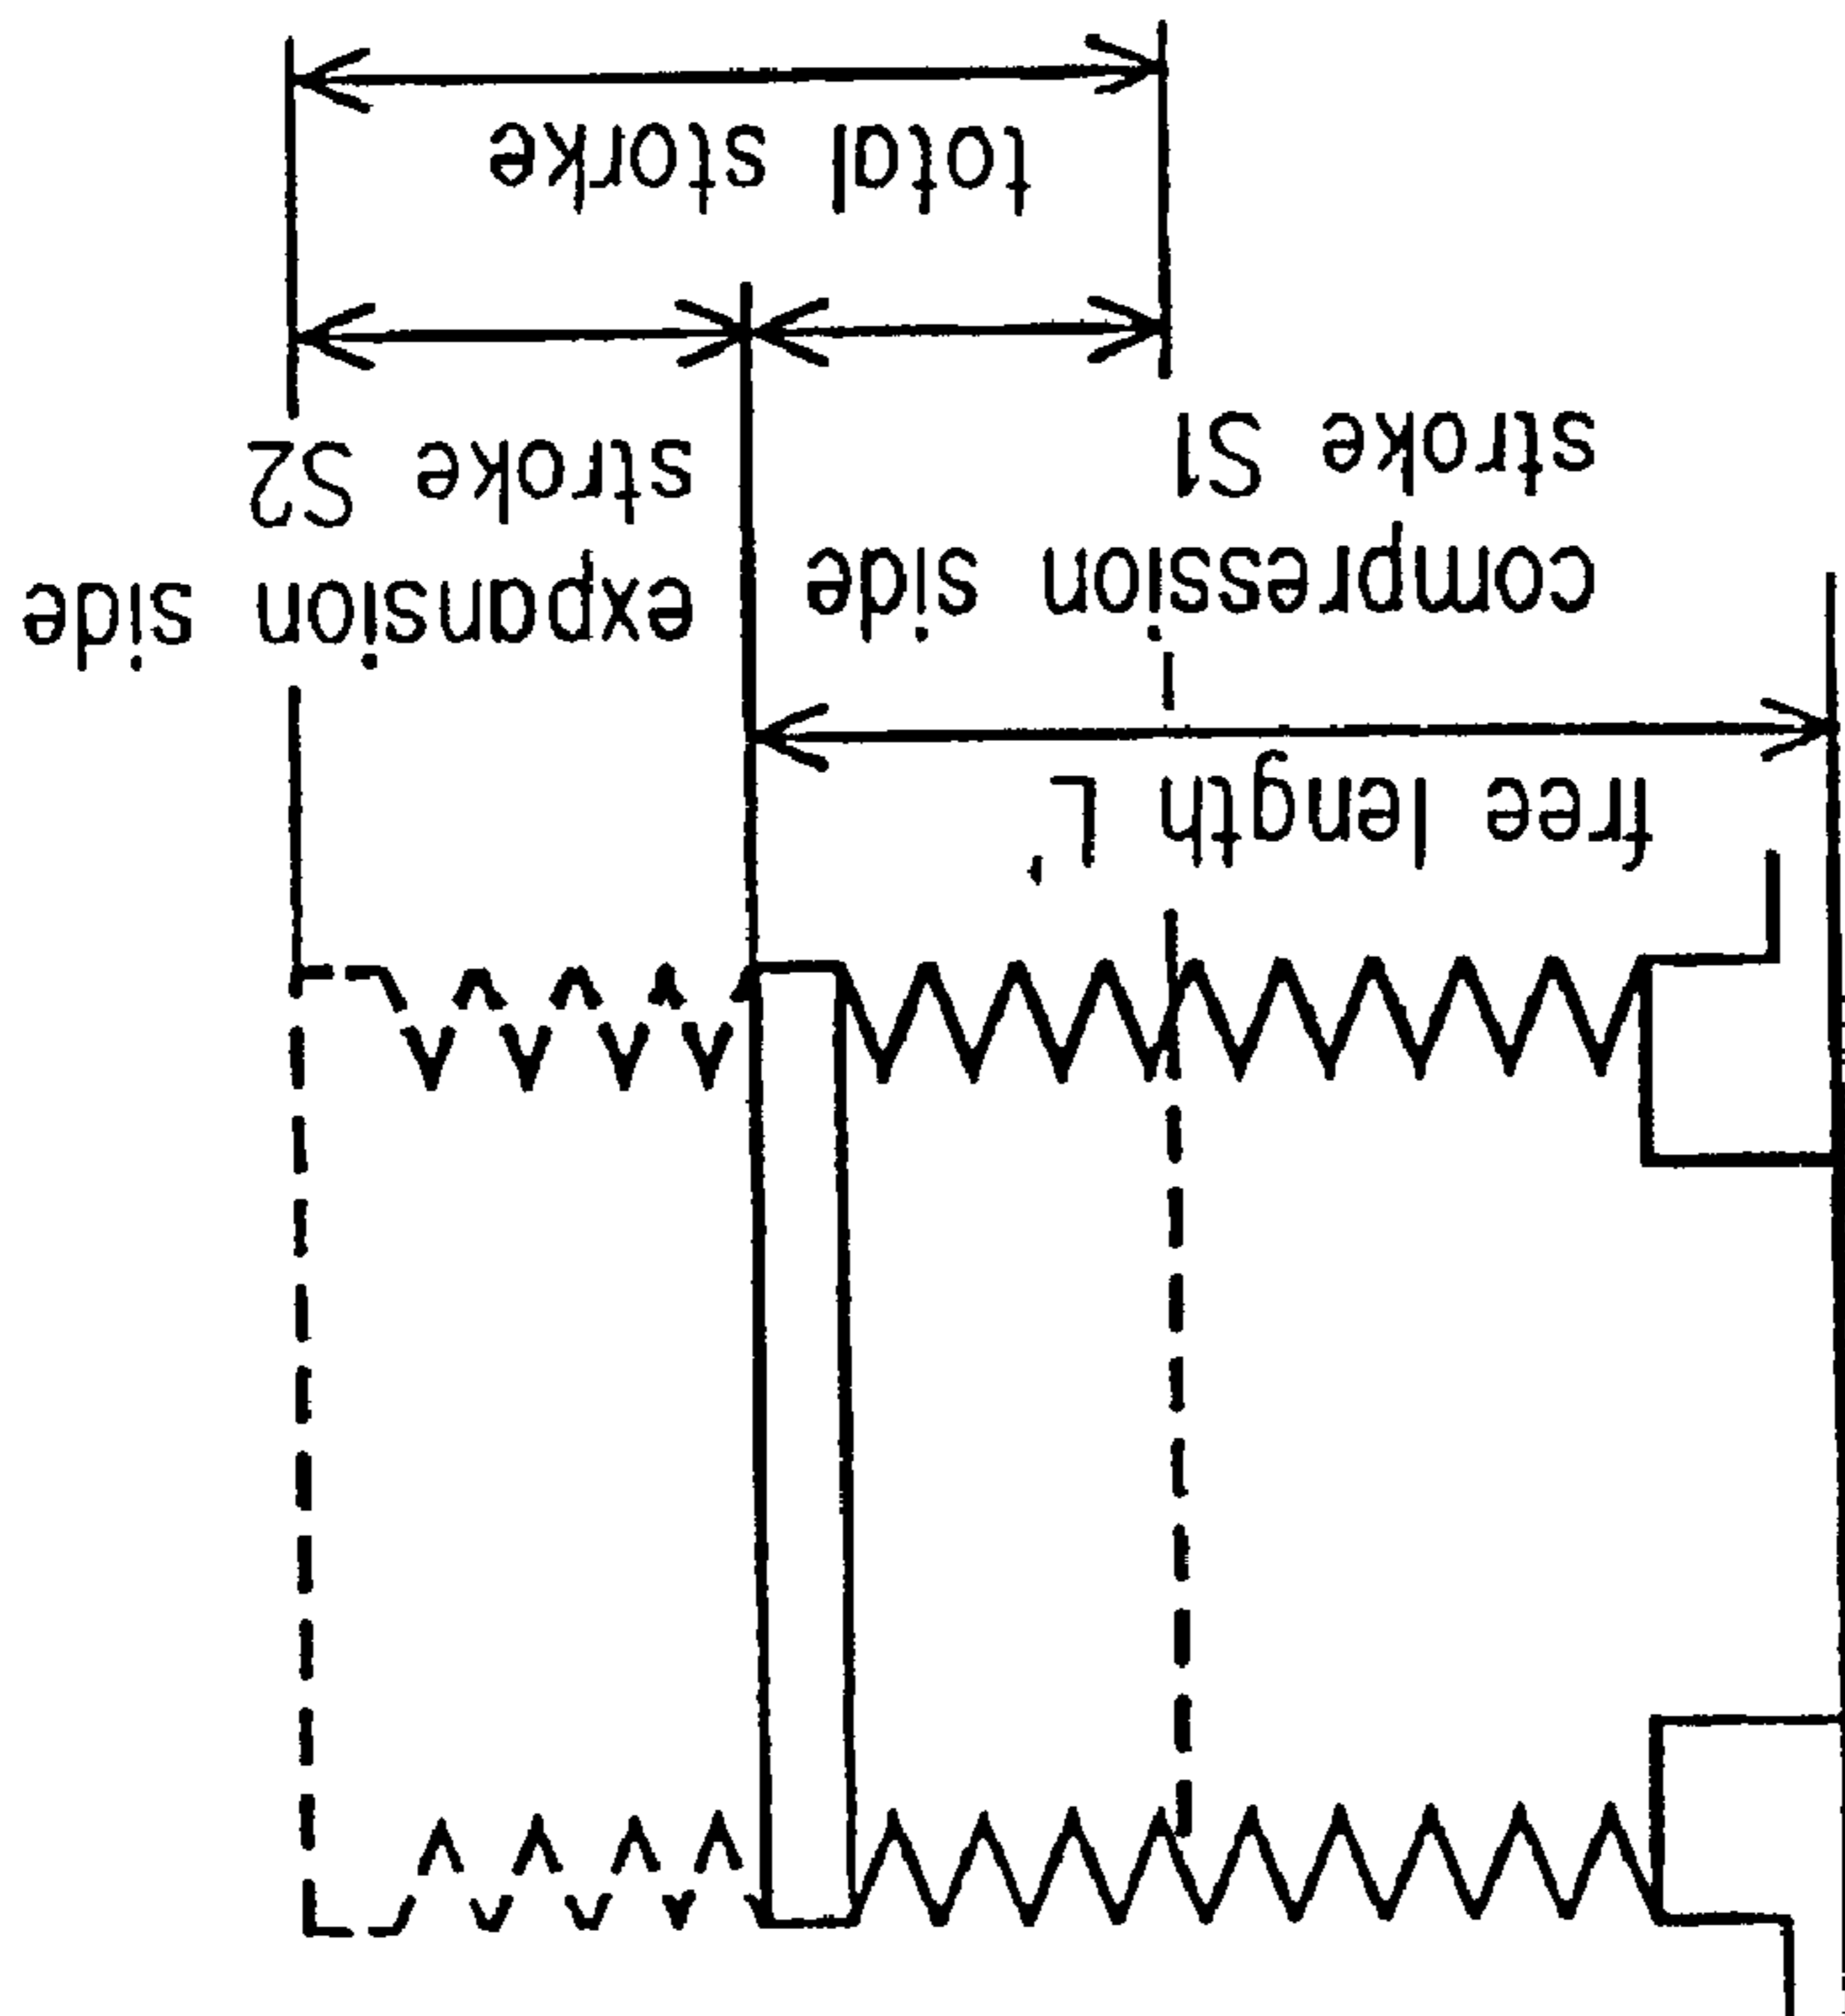 free length L'
compression side
stroke S1
expansion side
stroke S2
total storke